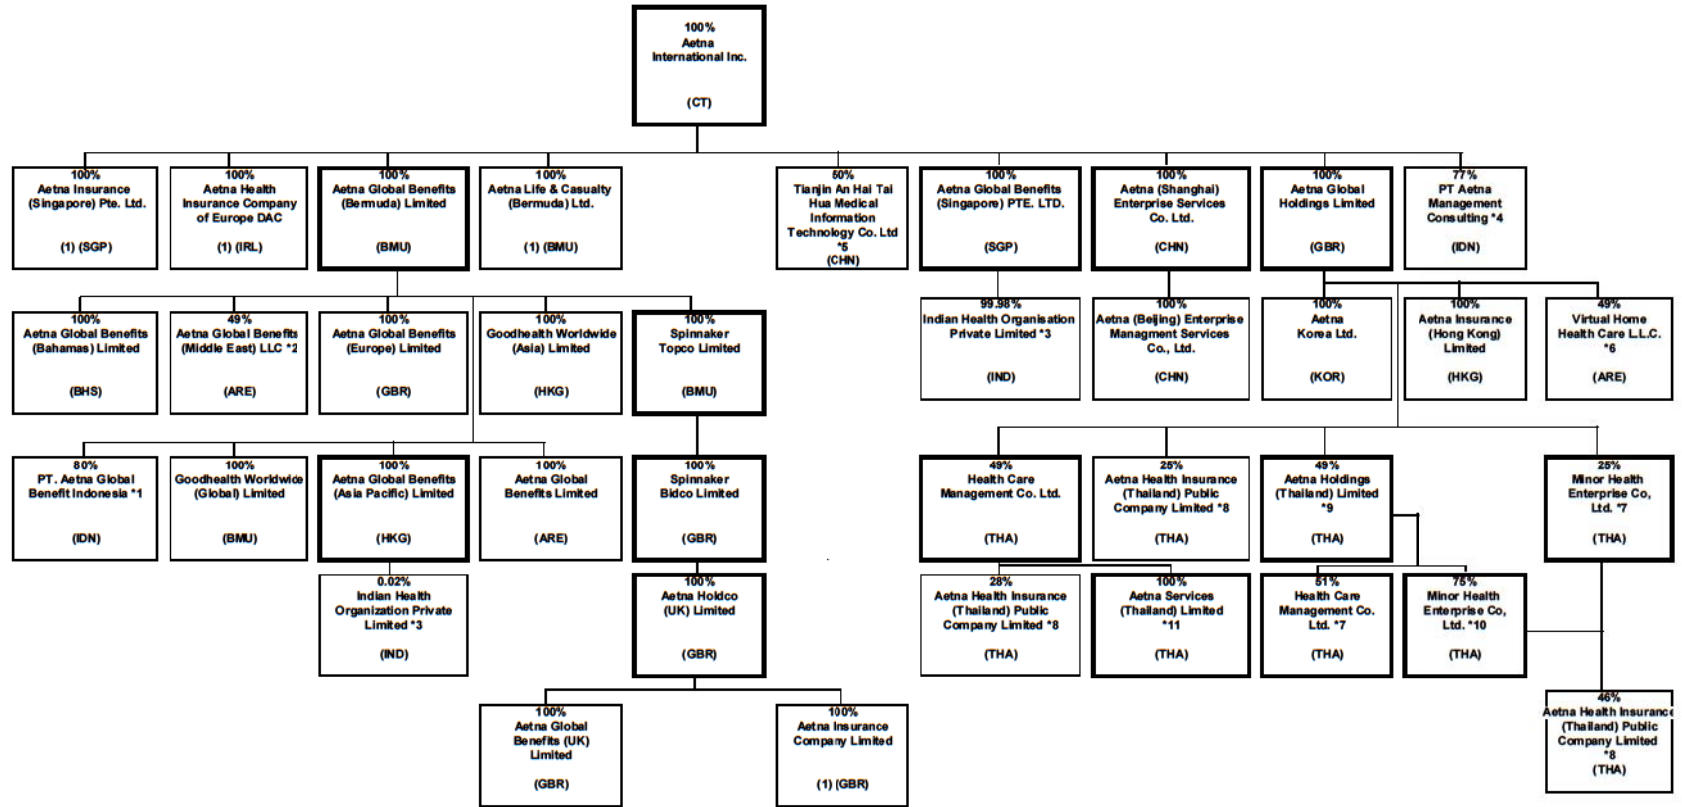 100%
Aetna
International Inc.
(CT)
100%
Aetna Insurance
(Singapore) Pte. Ltd.
(1) (SGP)
100%
Aetna Health
Insurance Company
of Europe DAC
(1) (IRL)
100%
Aetna Global Benefits
(Bermuda) Limited
(BMU)
100%
Aetna Life & Casualty
(Bermuda) Ltd.
(1) (BMU)
60%
Tianjin An Hai Tai
Hua Medical
Information
Technology Co. Ltd
*5
(CHN)
100%
Aetna Global Benefits
(Singapore) PTE. LTD.
(SGP)
100%
Aetna (Shanghai)
Enterprise Services
Co. Ltd.
(CHN)
100%
Aetna Global
Holdings Limited
(GBR)
77%
PT Aetna
Management
Consulting *4
(IDN)
100%
Aetna Global Benefits
(Bahamas) Limited
(BHS)
49%
Aetna Global Benefits
(Middle East) LLC *2
(ARE)
100%
Aetna Global Benefits
(Europe) Limited
(GBR)
100%
Goodhealth Worldwide
(Asia) Limited
(HKG)
100%
Spinnaker
Topco Limited
(BMU)
99.98%
Indian Health Organisation
Private Limited *3
(IND)
100%
Aetna (Beijing) Enterprise
Managment Services
Co., Ltd.
(CHN)
100%
Aetna
Korea Ltd.
(KOR)
100%
Aetna Insurance
(Hong Kong)
Limited
(HKG)
49%
Virtual Home
Health Care L.L.C.
*6
(ARE)
80%
PT. Aetna Global
Benefit Indonesia *1
(IDN)
100%
Goodhealth Worldwide
(Global) Limited
(BMU)
100%
Aetna Global Benefits
(Asia Pacific) Limited
(HKG)
100%
Aetna Global
Benefits Limited
(ARE)
100%
Spinnaker
Bidco Limited
(GBR)
49%
Health Care
Management Co. Ltd.
(THA)
25%
Aetna Health Insurance
(Thailand) Public
Company Limited *8
(THA)
49%
Aetna Holdings
(Thailand) Limited
*9
(THA)
25%
Minor Health
Enterprise Co,
Ltd. *7
(THA)
0.02%
Indian Health
Organization Private
Limited *3
(IND)
100%
Aetna Holdco
(UK) Limited
(GBR)
28%
Aetna Health Insurance
(Thailand) Public
Company Limited *8
(THA)
100%
Aetna Services
(Thailand) Limited
*11
(THA)
51%
Health Care
Management Co.
Ltd. *7
(THA)
75%
Minor Health
Enterprise Co,
Ltd. *10
(THA)
100%
Aetna Global
Benefits (UK)
Limited
(GBR)
100%
Aetna Insurance
Company Limited
(1) (GBR)
46%
Aetna Health Insurance
(Thailand) Public
Company Limited
*8
(THA)